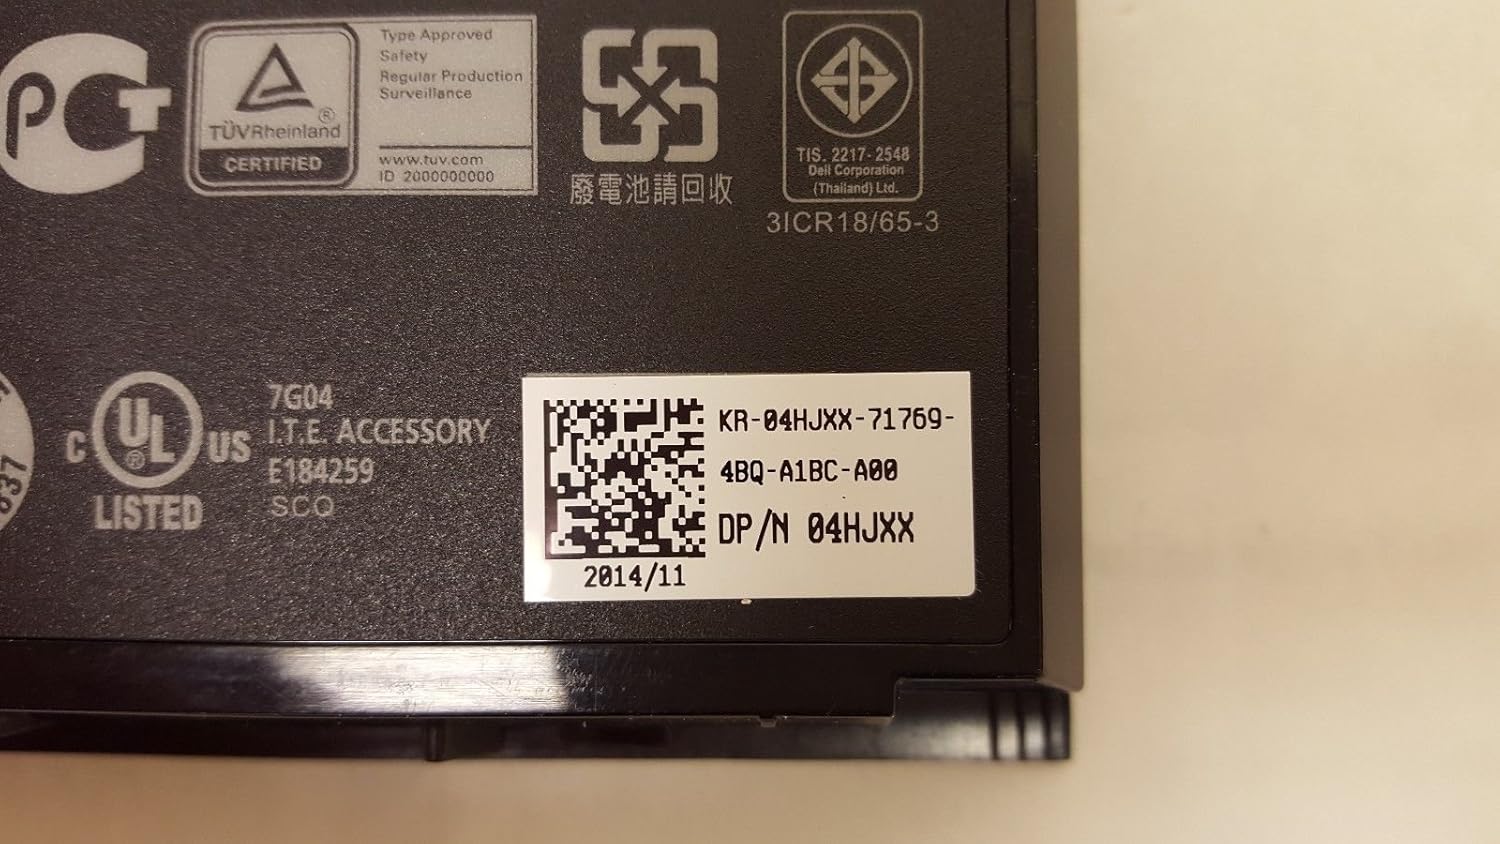 PCT
TÜVRheinland®
CERTIFIED
Type Approved
Safety
Regular Production
Surveillance
www.tuv.com
ID 2000000000
廢電池請回收
TIS. 2217-2548
Dell Corporation
(Thailand) Ltd.
3ICR18/65-3
637
C UL® US
LISTED
7G04
I.T.E. ACCESSORY
E184259
SCQ
KR-04HJXX-71769-
4BQ-A1BC-A00
DP/N 04HJXX
2014/11